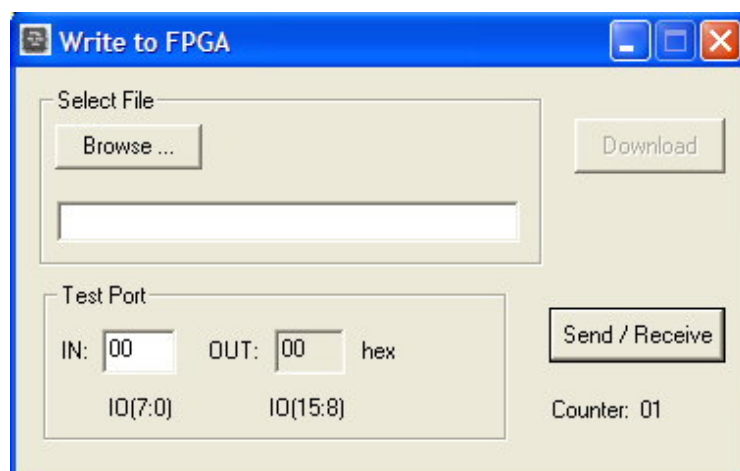 Write to FPGA
Select File
Browse ...
Download
Test Port
IN: 00 OUT: 00 hex
Send / Receive
IO(7:0) IO(15:8)
Counter: 01